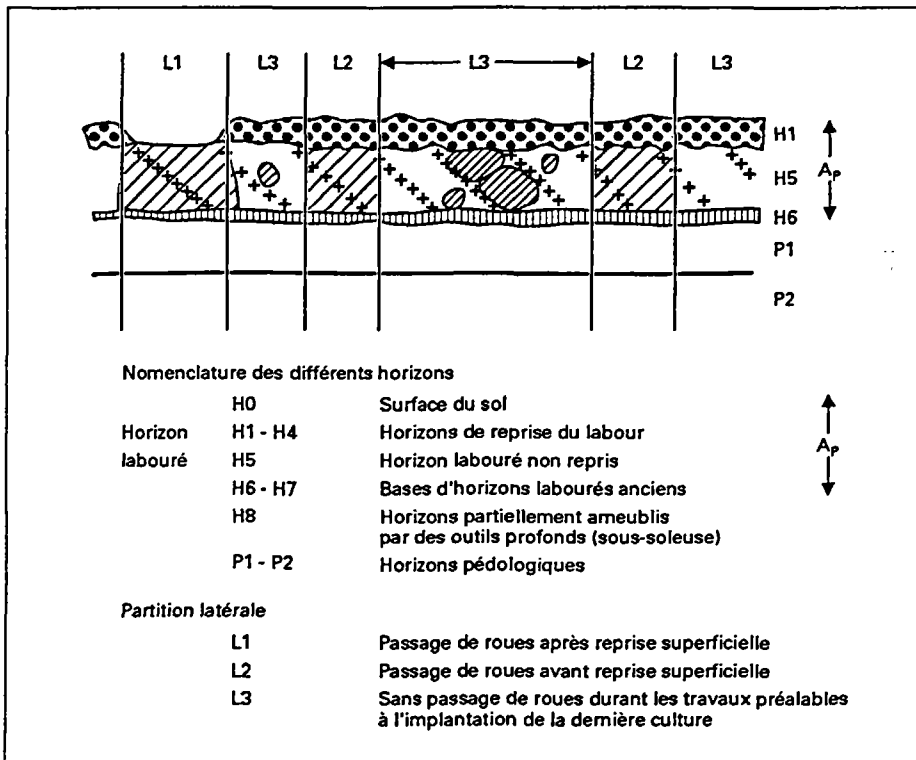 L1 L3 L2 L3 L2 L3
H1
Ap
H5
H6
P1
P2
Nomenclature des différents horizons
H0 Surface du sol
Horizon H1 - H4 Horizons de reprise du labour
labouré H5 Horizon labouré non repris
Ap
H6 - H7 Bases d'horizons labourés anciens
H8 Horizons partiellement ameublis
par des outils profonds (sous-soleuse)
P1 - P2 Horizons pédologiques
Partition latérale
L1 Passage de roues après reprise superficielle
L2 Passage de roues avant reprise superficielle
L3 Sans passage de roues durant les travaux préalables
à l'implantation de la dernière culture